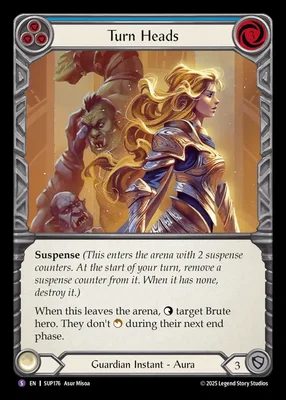 Turn Heads
Suspense (This enters the arena with 2 suspense
counters. At the start of your turn, remove a
suspense counter from it. When it has none,
destroy it.)
When this leaves the arena, target Brute
hero. They don't during their next end
phase.
Guardian Instant - Aura
3
S EN | SUP176 Asur Misoa
©2025 Legend Story Studios